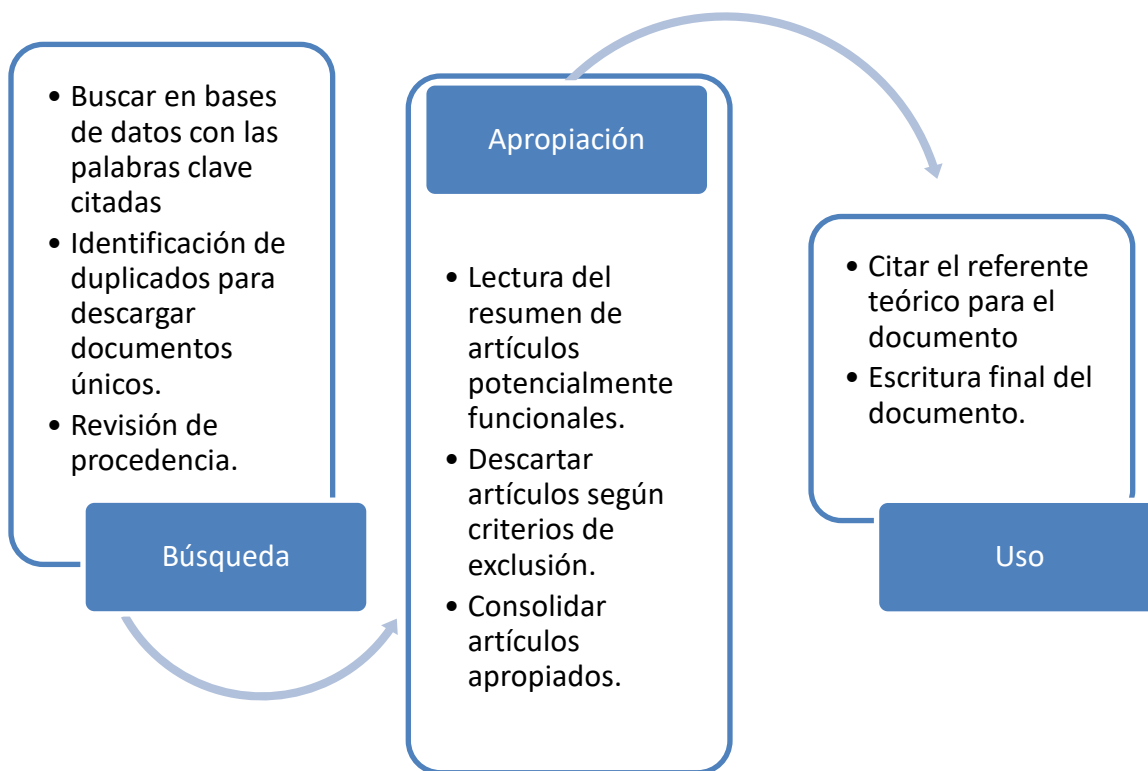 • Buscar en bases
de datos con las
palabras clave
citadas
• Identificación de
duplicados para
descargar
documentos
únicos.
• Revisión de
procedencia.
Búsqueda
Apropiación
• Lectura del
resumen de
artículos
potencialmente
funcionales.
• Descartar
artículos según
criterios de
exclusión.
• Consolidar
artículos
apropiados.
• Citar el referente
teórico para el
documento
• Escritura final del
documento.
Uso